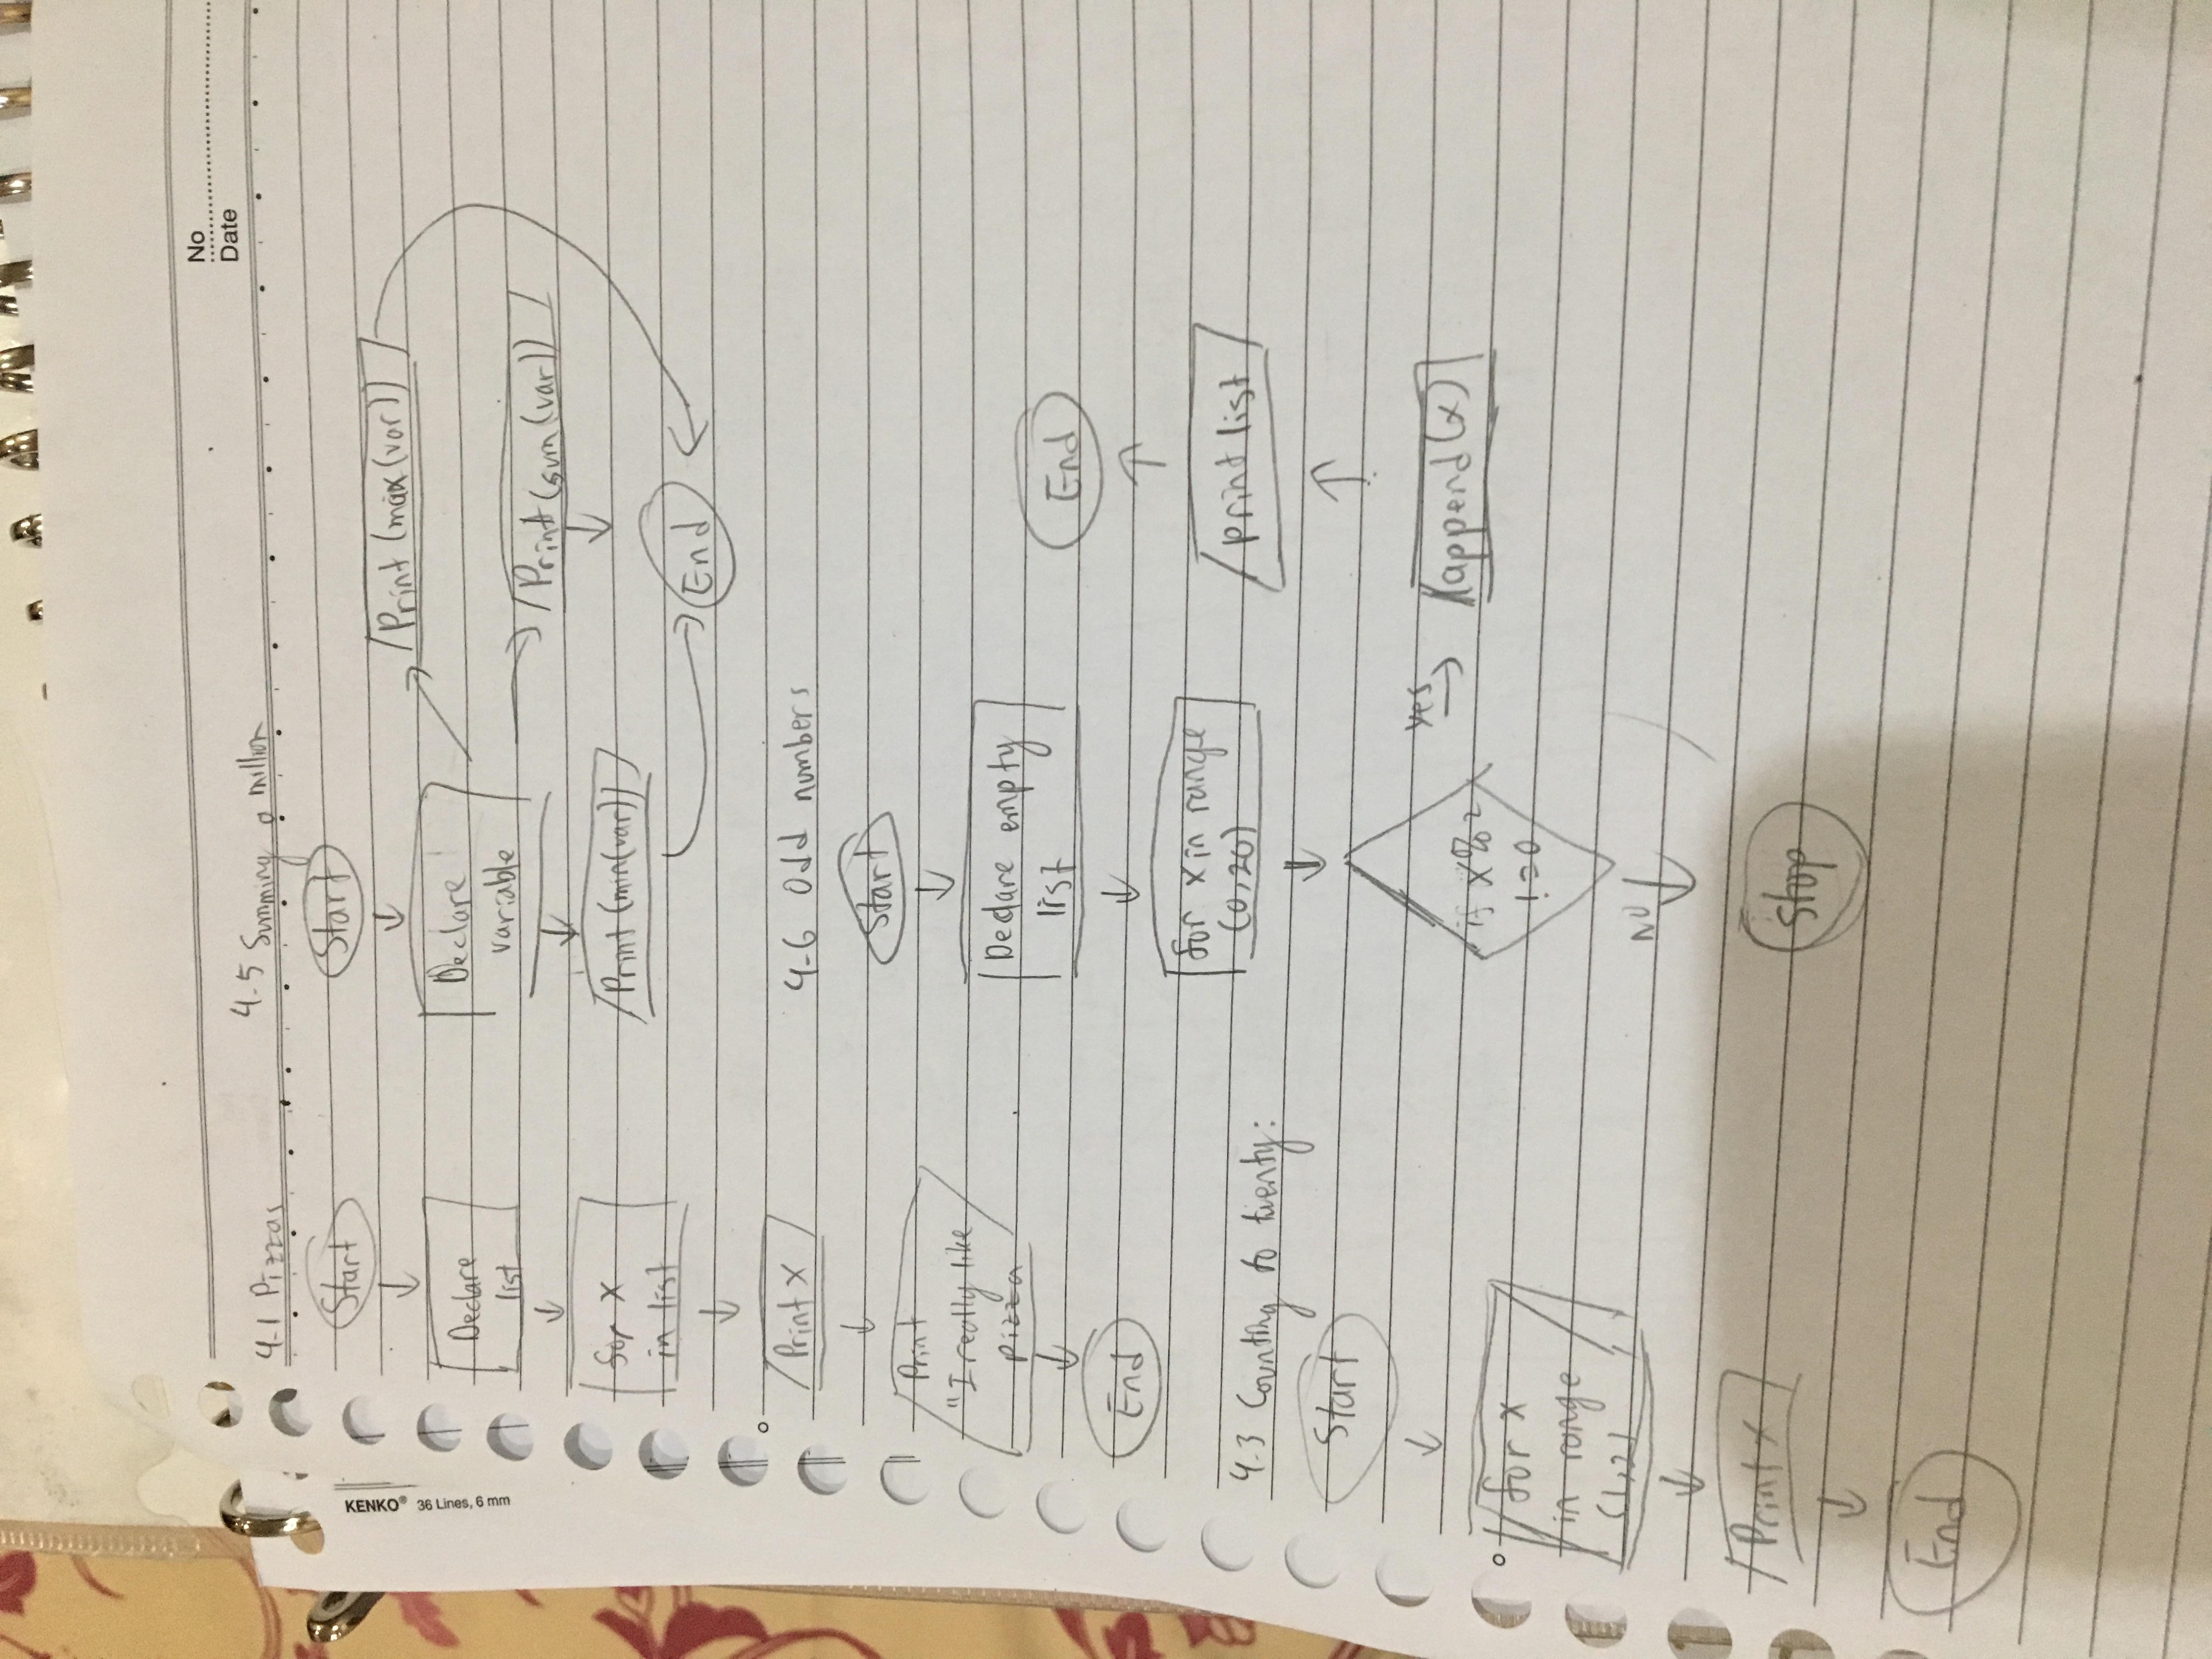 No
Date
KENKO® 36 Lines, 6 mm
4-1 Pizzas
Start
Declare
list
for x
in list
Print x
Print
"I really like
pizza
End
4-3 Counting to twenty:
Start
for x
in range
(1,2)
Print x
End
4-5 Summing a million
Start
Declare
variable
Print (max(var))
Print (sum(var))
Print (min(var))
End
4-6 Odd numbers
Start
Declare empty
list
for x in range
(0,20)
if x%2
!=0
yes
append(x)
print list
End
NO
Stop